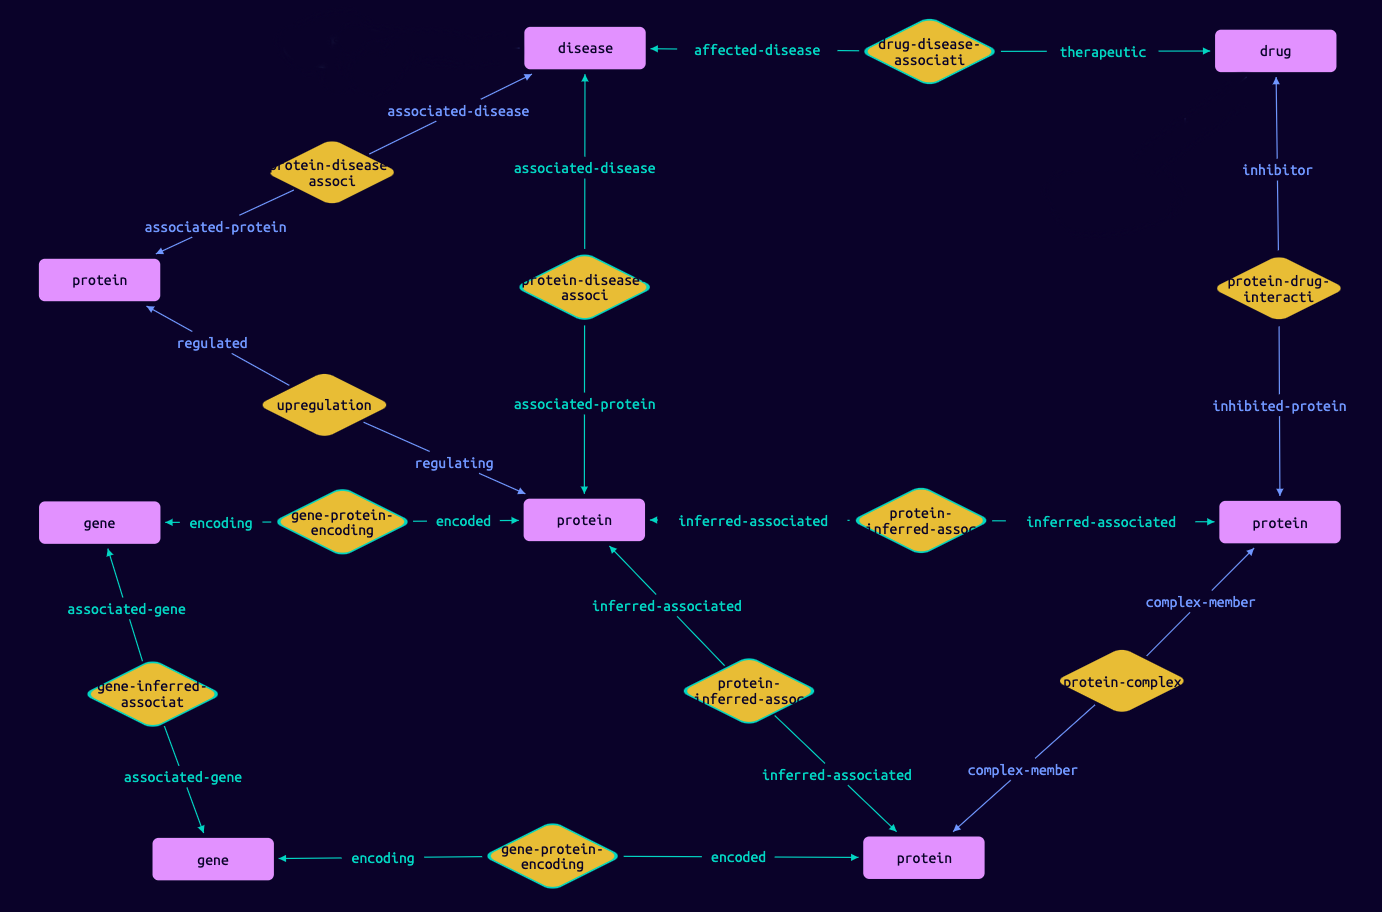 disease
affected-disease
drug-disease-
associati
therapeutic
drug
associated-disease
protein-disease-
associ
associated-disease
inhibitor
associated-protein
protein
protein-disease-
associ
protein-drug-
interacti
regulated
upregulation
associated-protein
inhibited-protein
regulating
gene
encoding
gene-protein-
encoding
encoded
protein
inferred-associated
protein-
inferred-assoc
inferred-associated
protein
associated-gene
inferred-associated
complex-member
gene-inferred-
associat
protein-
inferred-assoc
protein-complex
associated-gene
inferred-associated
complex-member
gene
encoding
gene-protein-
encoding
encoded
protein